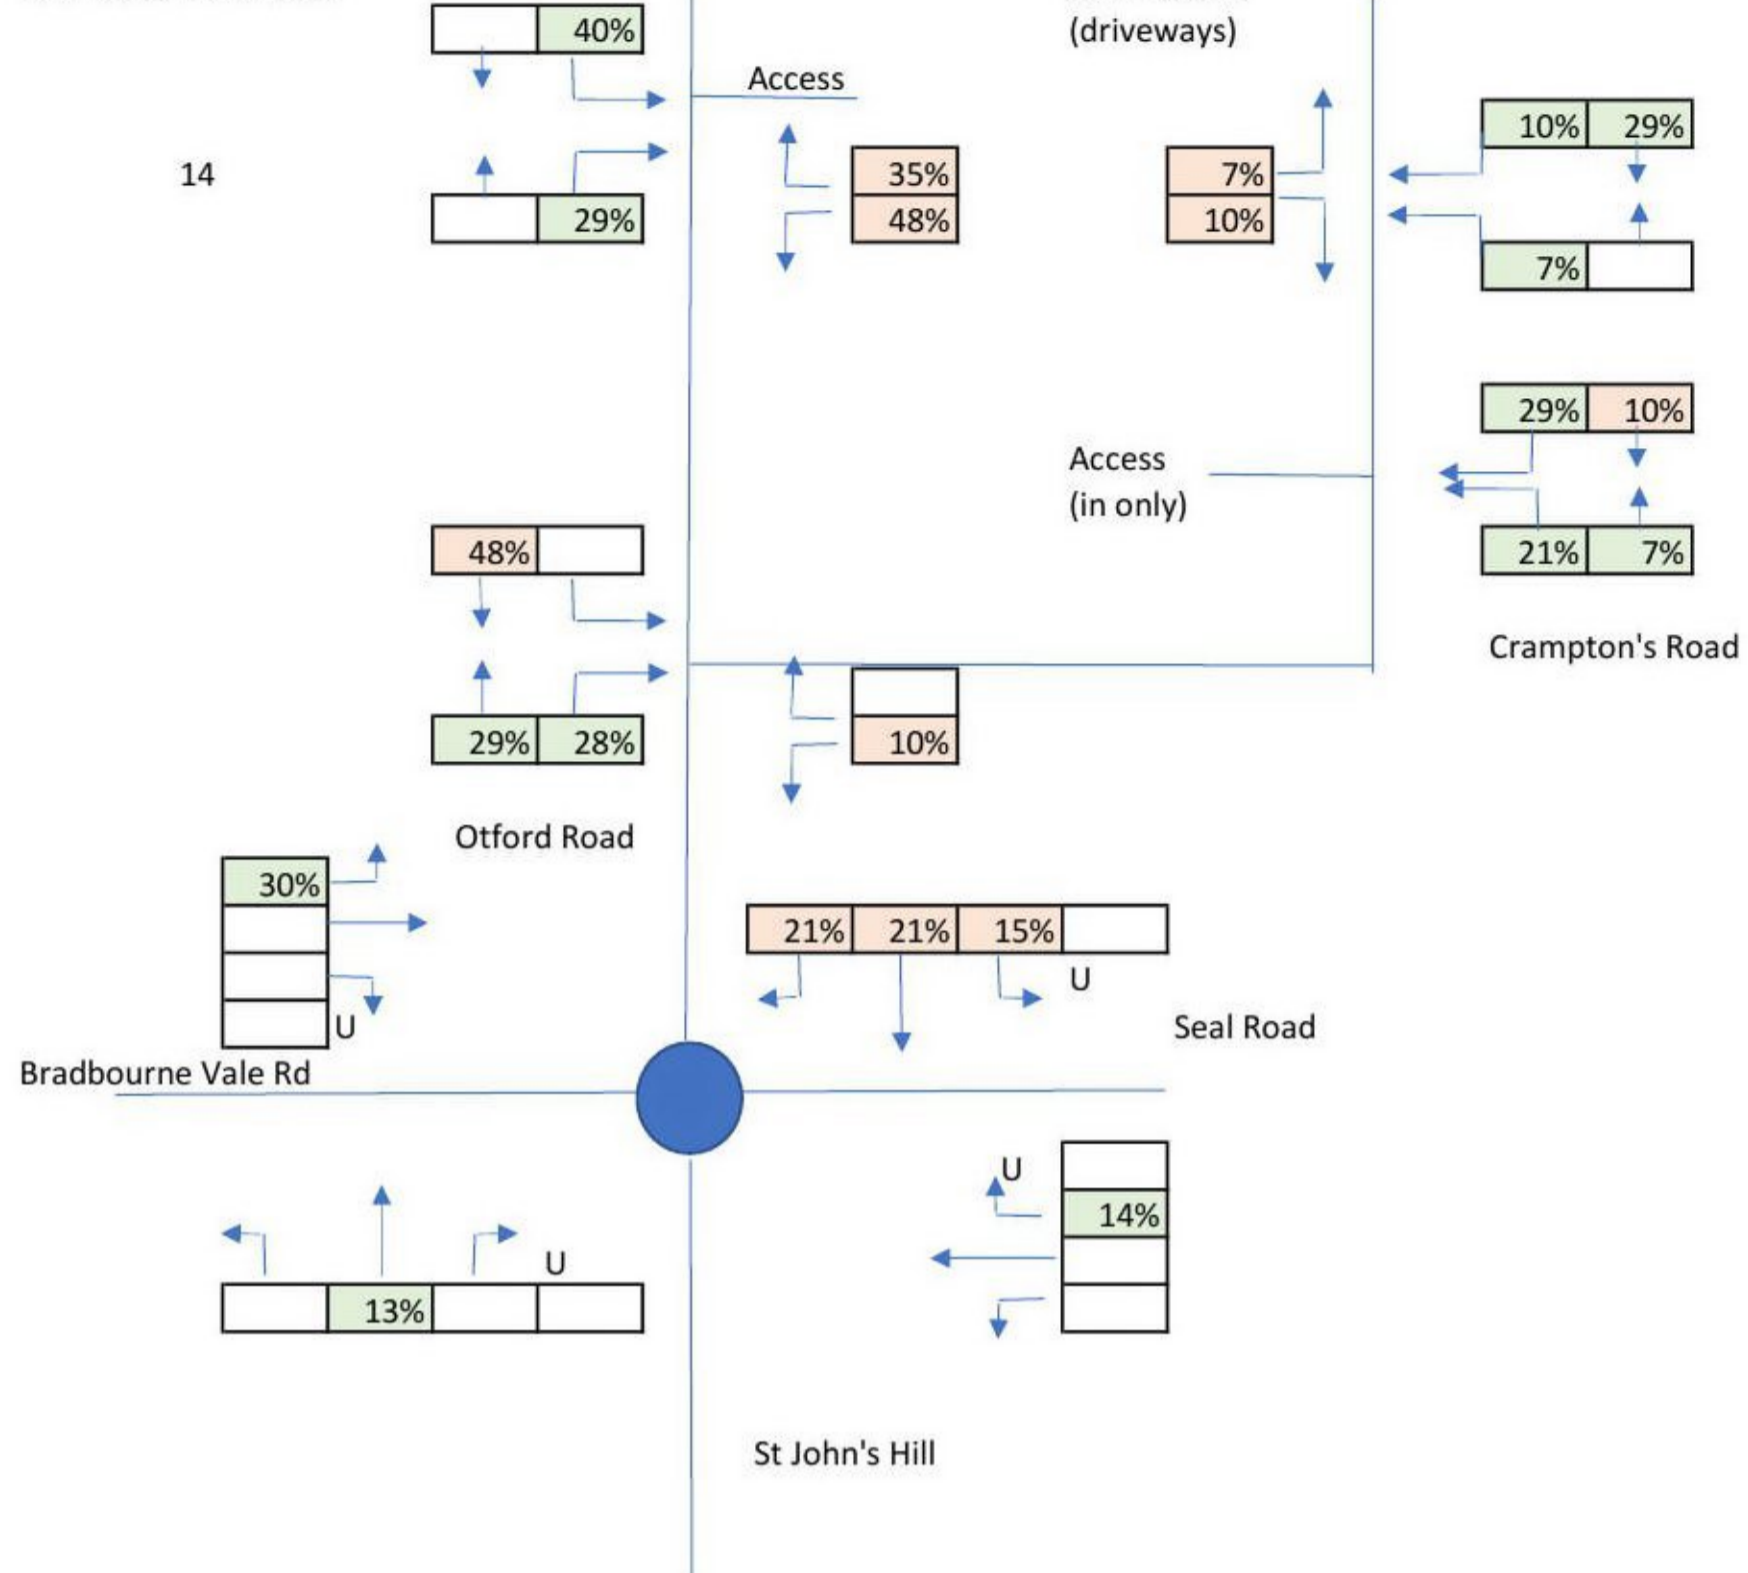 40%
(driveways)
Access
10% 29%
14
35%
7%
29%
48%
10%
7%
29% 10%
Access
(in only)
48%
21% 7%
Crampton's Road
29% 28%
10%
Otford Road
30%
21% 21% 15%
U
U
Seal Road
Bradbourne Vale Rd
U
14%
U
13%
St John's Hill